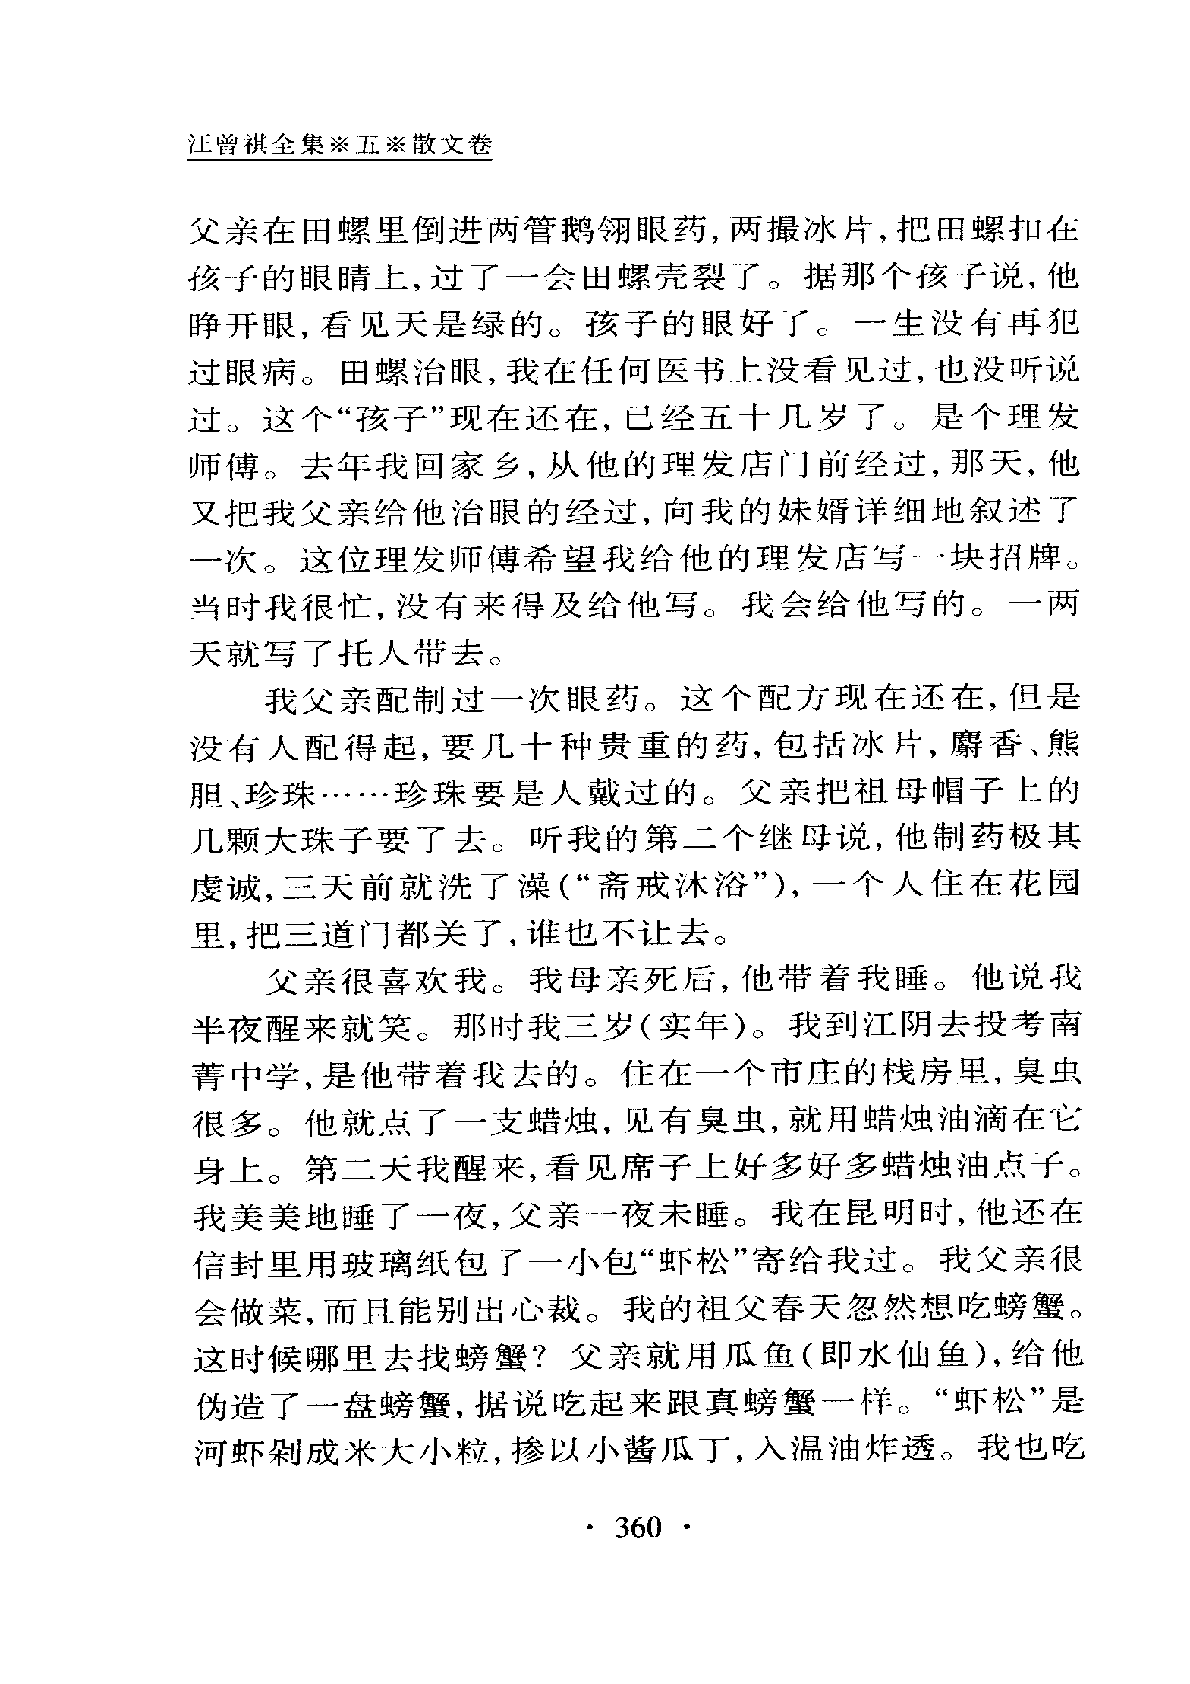 汪曾祺全集※五※散文卷
父亲在田螺里倒进两管鹅翎眼药,两撮冰片,把田螺扣在
孩子的眼睛上,过了一会田螺壳裂了。据那个孩子说,他
睁开眼,看见天是绿的。孩子的眼好了。一生没有再犯
过眼病。田螺治眼,我在任何医书上没看见过,也没听说
过。这个“孩子”现在还在,已经五十几岁了。是个理发
师傅。去年我回家乡,从他的理发店门前经过,那天,他
又把我父亲给他治眼的经过,向我的妹婿详细地叙述了
一次。这位理发师傅希望我给他的理发店写一块招牌。
当时我很忙,没有来得及给他写。我会给他写的。一两
天就写了托人带去。
我父亲配制过一次眼药。这个配方现在还在,但是
没有人配得起,要几十种贵重的药,包括冰片,麝香、熊
胆、珍珠……珍珠要是人戴过的。父亲把祖母帽子上的
几颗大珠子要了去。听我的第二个继母说,他制药极其
虔诚,三天前就洗了澡(“斋戒沐浴”),一个人住在花园
里,把三道门都关了,谁也不让去。
父亲很喜欢我。我母亲死后,他带着我睡。他说我
半夜醒来就笑。那时我三岁(实年)。我到江阴去投考南
菁中学,是他带着我去的。住在一个市庄的栈房里,臭虫
很多。他就点了一支蜡烛,见有臭虫,就用蜡烛油滴在它
身上。第二天我醒来,看见席子上好多好多蜡烛油点子。
我美美地睡了一夜,父亲一夜未睡。我在昆明时,他还在
信封里用玻璃纸包了一小包“虾松”寄给我过。我父亲很
会做菜,而且能别出心裁。我的祖父春天忽然想吃螃蟹。
这时候哪里去找螃蟹?父亲就用瓜鱼(即水仙鱼),给他
伪造了一盘螃蟹,据说吃起来跟真螃蟹一样。“虾松”是
河虾剁成米大小粒,掺以小酱瓜丁,入温油炸透。我也吃
· 360 ·